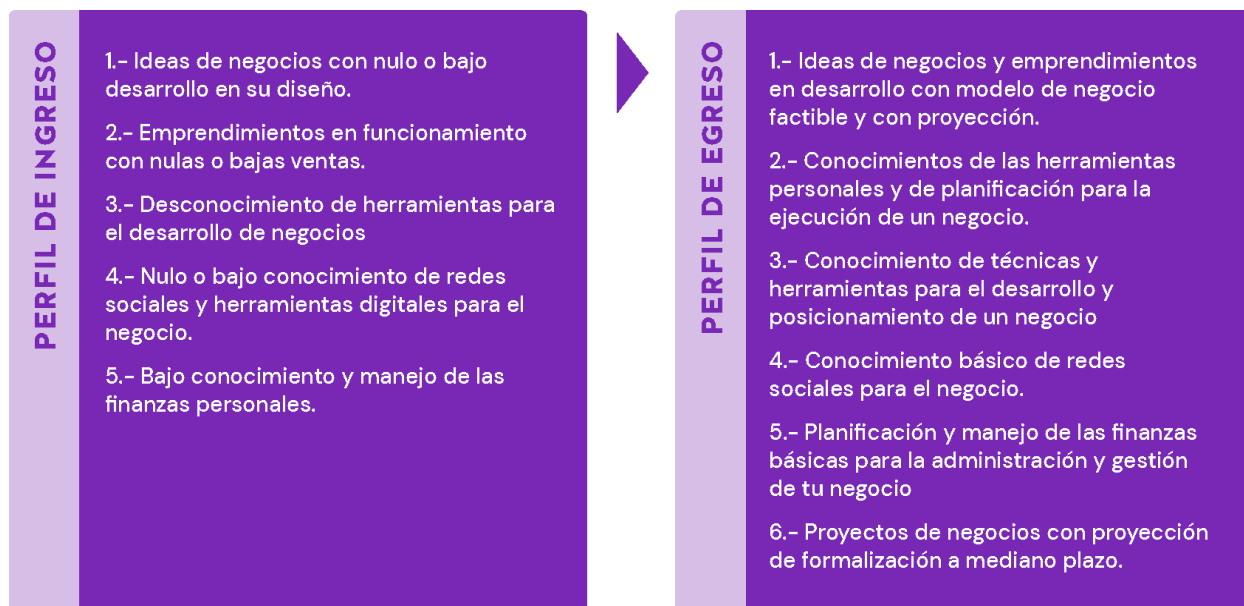 PERFIL DE INGRESO
1.- Ideas de negocios con nulo o bajo
desarrollo en su diseño.
2.- Emprendimientos en funcionamiento
con nulas o bajas ventas.
3.- Desconocimiento de herramientas para
el desarrollo de negocios
4.- Nulo o bajo conocimiento de redes
sociales y herramientas digitales para el
negocio.
5.- Bajo conocimiento y manejo de las
finanzas personales.
PERFIL DE EGRESO
1.- Ideas de negocios y emprendimientos
en desarrollo con modelo de negocio
factible y con proyección.
2.- Conocimientos de las herramientas
personales y de planificación para la
ejecución de un negocio.
3.- Conocimiento de técnicas y
herramientas para el desarrollo y
posicionamiento de un negocio
4.- Conocimiento básico de redes
sociales para el negocio.
5.- Planificación y manejo de las finanzas
básicas para la administración y gestión
de tu negocio
6.- Proyectos de negocios con proyección
de formalización a mediano plazo.